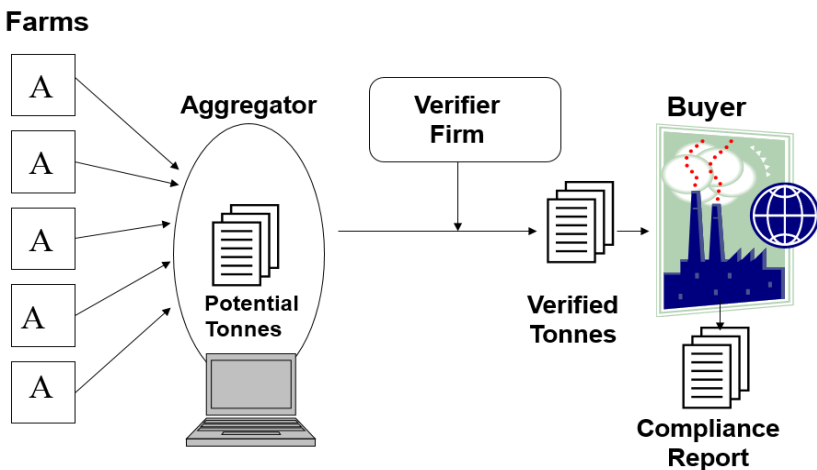 Farms
A
A
A
A
A
Aggregator
Potential
Tonnes
Verifier
Firm
Verified
Tonnes
Buyer
Compliance
Report